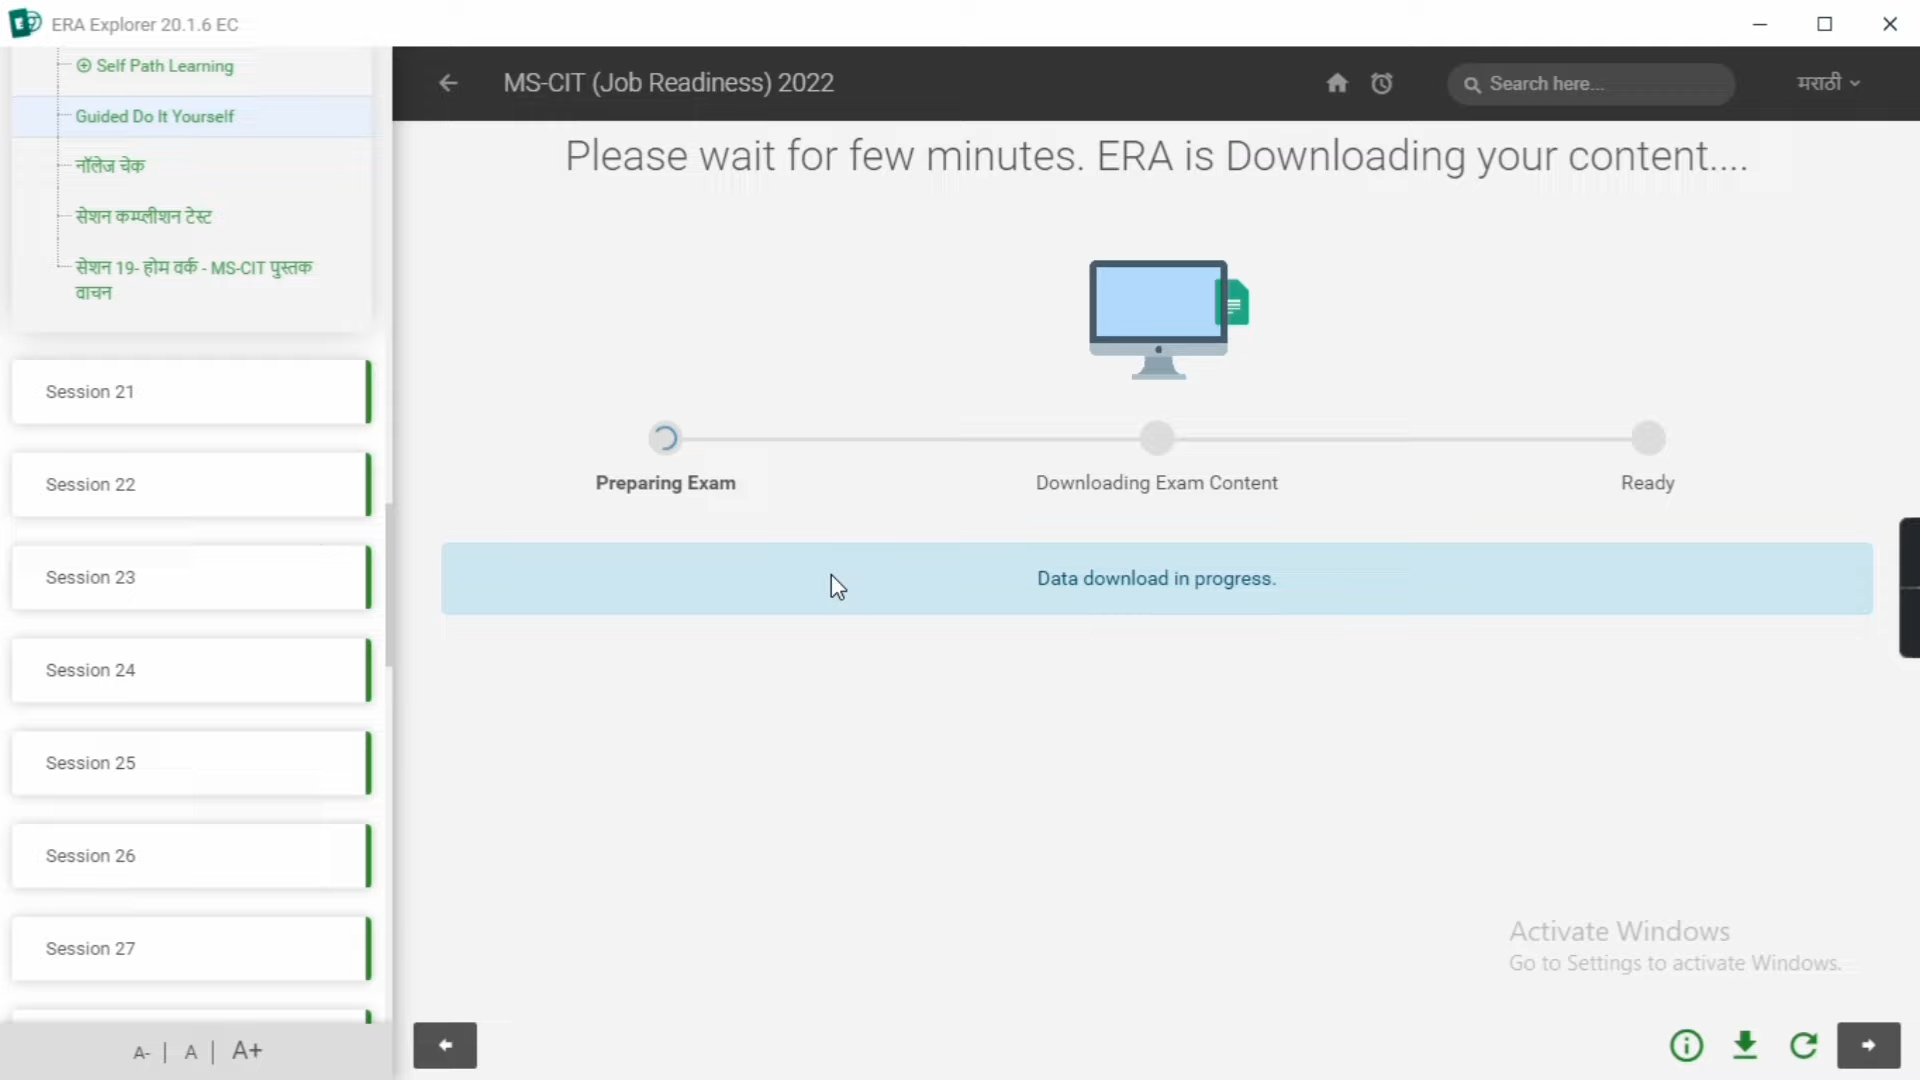 ERA Explorer 20.1.6 EC
Self Path Learning
Guided Do It Yourself
नॉलेज चेक
सेशन कम्प्लीशन टेस्ट
सेशन 19- होम वर्क - MS-CIT पुस्तक
वाचन
Session 21
Session 22
Session 23
Session 24
Session 25
Session 26
Session 27
A- | A | A+
MS-CIT (Job Readiness) 2022
Search here...
मराठी
Please wait for few minutes. ERA is Downloading your content....
Preparing Exam
Downloading Exam Content
Ready
Data download in progress.
Activate Windows
Go to Settings to activate Windows.